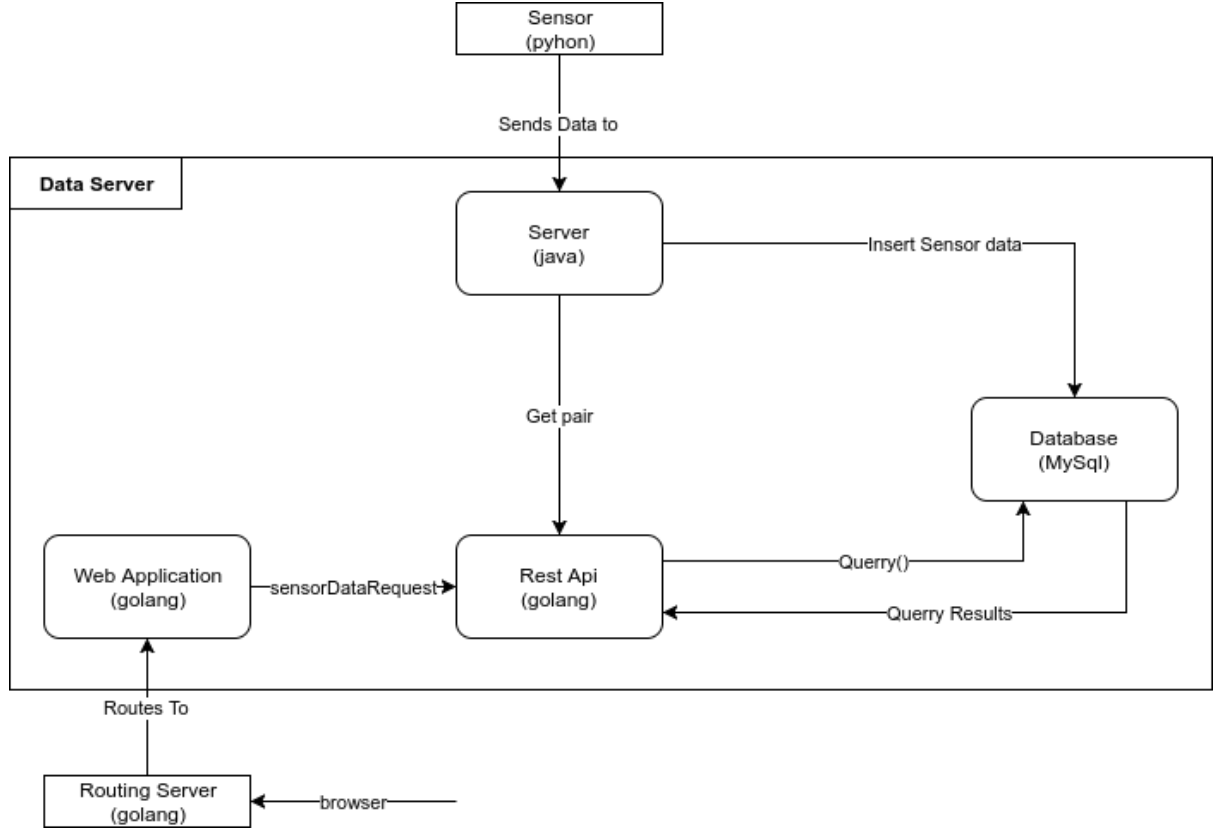 Sensor
(pyhon)
Sends Data to
Data Server
Server
(java)
Insert Sensor data
Get pair
Database
(MySql)
Web Application
(golang)
sensorDataRequest
Rest Api
(golang)
Querry()
Querry Results
Routes To
Routing Server
(golang)
browser